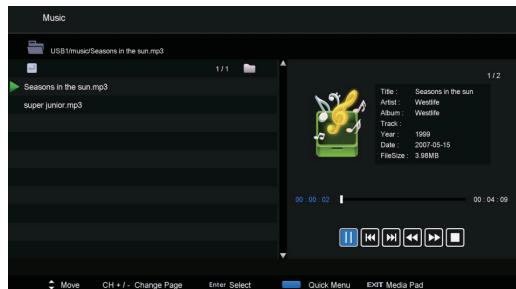 Music
USB1/music/Seasons in the sun.mp3
1/1
Seasons in the sun.mp3
super junior.mp3
1/2
Title : Seasons in the sun
Artist : Westlife
Album : Westlife
Track :
Year : 1999
Date : 2007-05-15
FileSize : 3.98MB
00 : 00 : 02
00 : 04 : 09
Move CH + / - Change Page Enter Select Quick Menu EXIT Media Pad